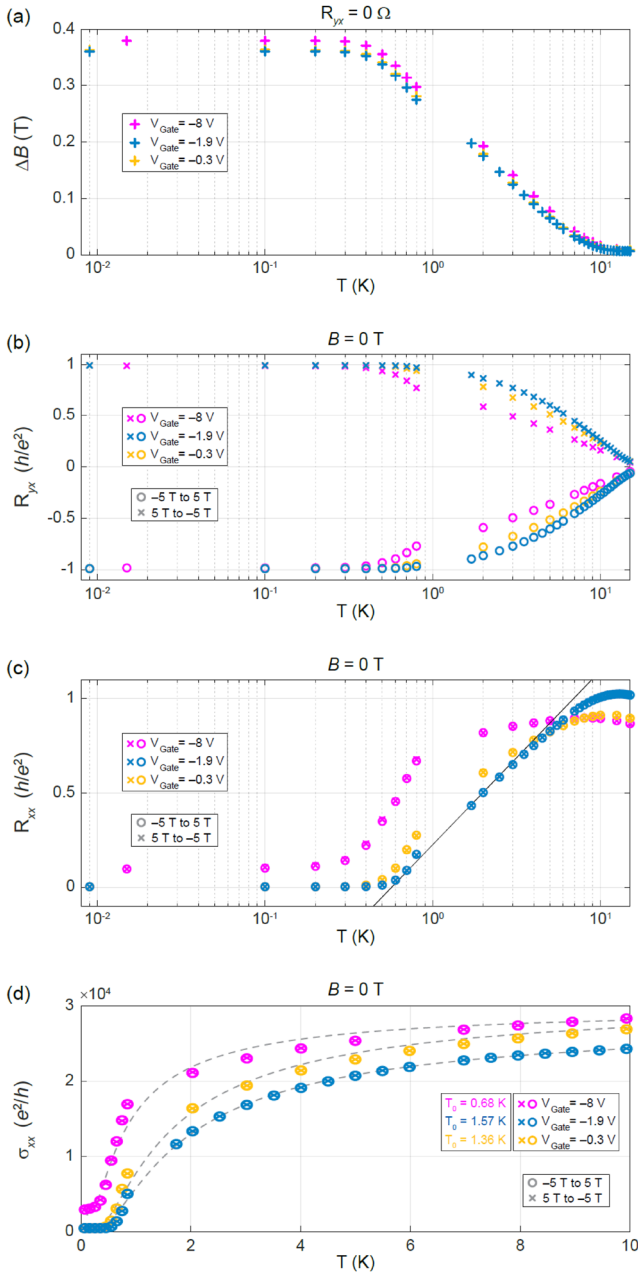 (a)
R_yx = 0 Ω
0.4
0.3
0.2
0.1
0
ΔB (T)
V_Gate = –8 V
V_Gate = –1.9 V
V_Gate = –0.3 V
10^-2 10^-1 10^0 10^1
T (K)
(b)
B = 0 T
1
0.5
0
-0.5
-1
R_yx (h/e²)
V_Gate = –8 V
V_Gate = –1.9 V
V_Gate = –0.3 V
–5 T to 5 T
5 T to –5 T
10^-2 10^-1 10^0 10^1
T (K)
(c)
B = 0 T
1
0.5
0
R_xx (h/e²)
V_Gate = –8 V
V_Gate = –1.9 V
V_Gate = –0.3 V
–5 T to 5 T
5 T to –5 T
10^-2 10^-1 10^0 10^1
T (K)
(d)
B = 0 T
×10^4
3
2
1
0
σ_xx (e²/h)
T_0 = 0.68 K V_Gate = –8 V
T_0 = 1.57 K V_Gate = –1.9 V
T_0 = 1.36 K V_Gate = –0.3 V
–5 T to 5 T
5 T to –5 T
0 2 4 6 8 10
T (K)